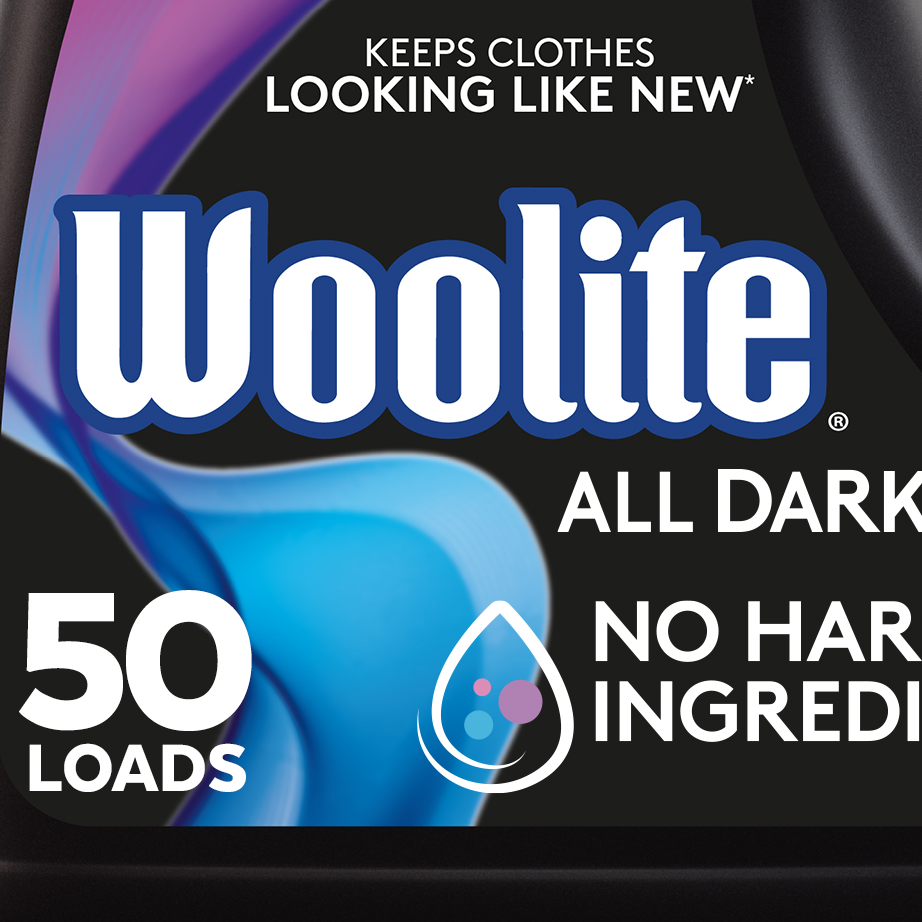 KEEPS CLOTHES
LOOKING LIKE NEW*
Woolite®
ALL DARK
50
LOADS
NO HAR
INGREDI